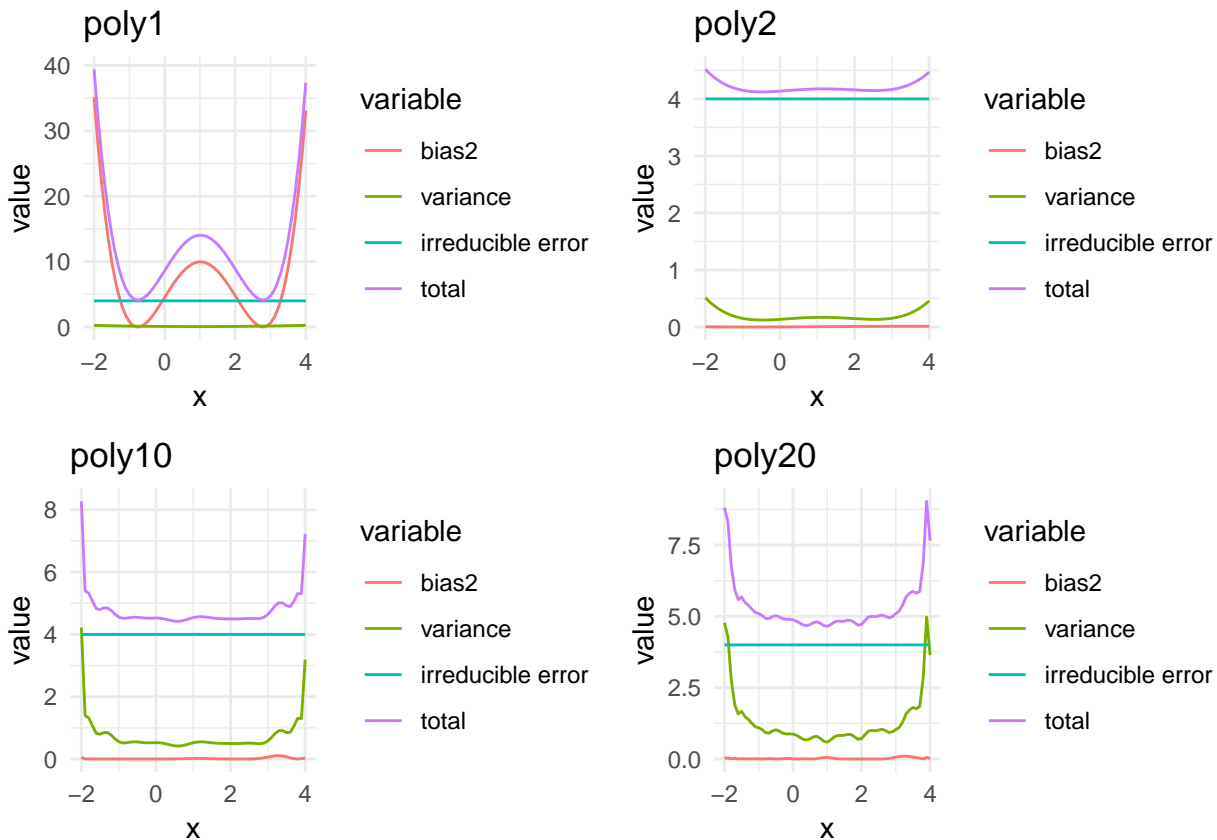 poly1
value
40
30
20
10
0
−2 0 2 4
x
variable
bias2
variance
irreducible error
total
poly2
value
4
3
2
1
0
−2 0 2 4
x
variable
bias2
variance
irreducible error
total
poly10
value
8
6
4
2
0
−2 0 2 4
x
variable
bias2
variance
irreducible error
total
poly20
value
7.5
5.0
2.5
0.0
−2 0 2 4
x
variable
bias2
variance
irreducible error
total